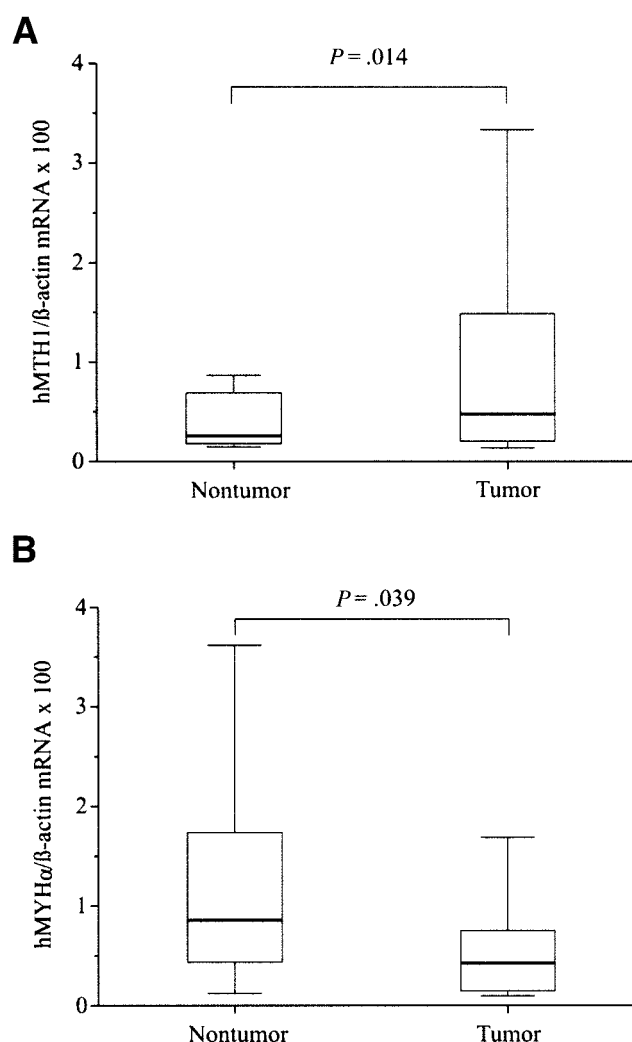 A
P = .014
hMTH1/ß-actin mRNA x 100
4
3
2
1
0
Nontumor Tumor
B
P = .039
hMYHα/ß-actin mRNA x 100
4
3
2
1
0
Nontumor Tumor